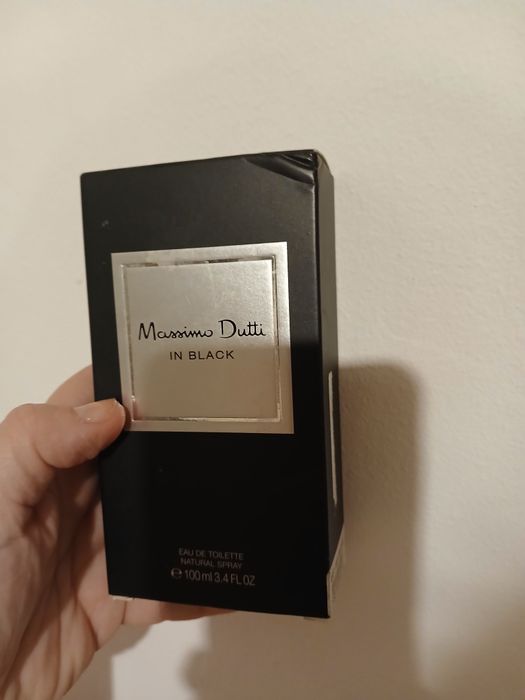 Massimo Dutti
IN BLACK
EAU DE TOILETTE
NATURAL SPRAY
℮ 100 ml 3.4 FL OZ